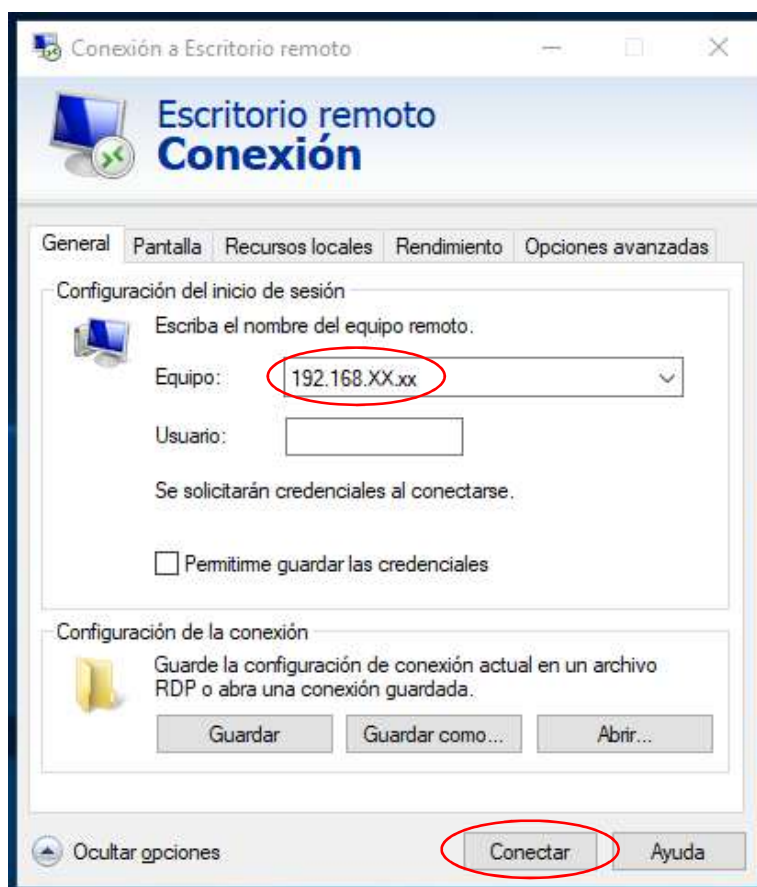 Conexión a Escritorio remoto
Escritorio remoto
Conexión
General Pantalla Recursos locales Rendimiento Opciones avanzadas
Configuración del inicio de sesión
Escriba el nombre del equipo remoto.
Equipo: 192.168.XX.xx
Usuario:
Se solicitarán credenciales al conectarse.
Permitirme guardar las credenciales
Configuración de la conexión
Guarde la configuración de conexión actual en un archivo
RDP o abra una conexión guardada.
Guardar Guardar como... Abrir...
Ocultar opciones Conectar Ayuda